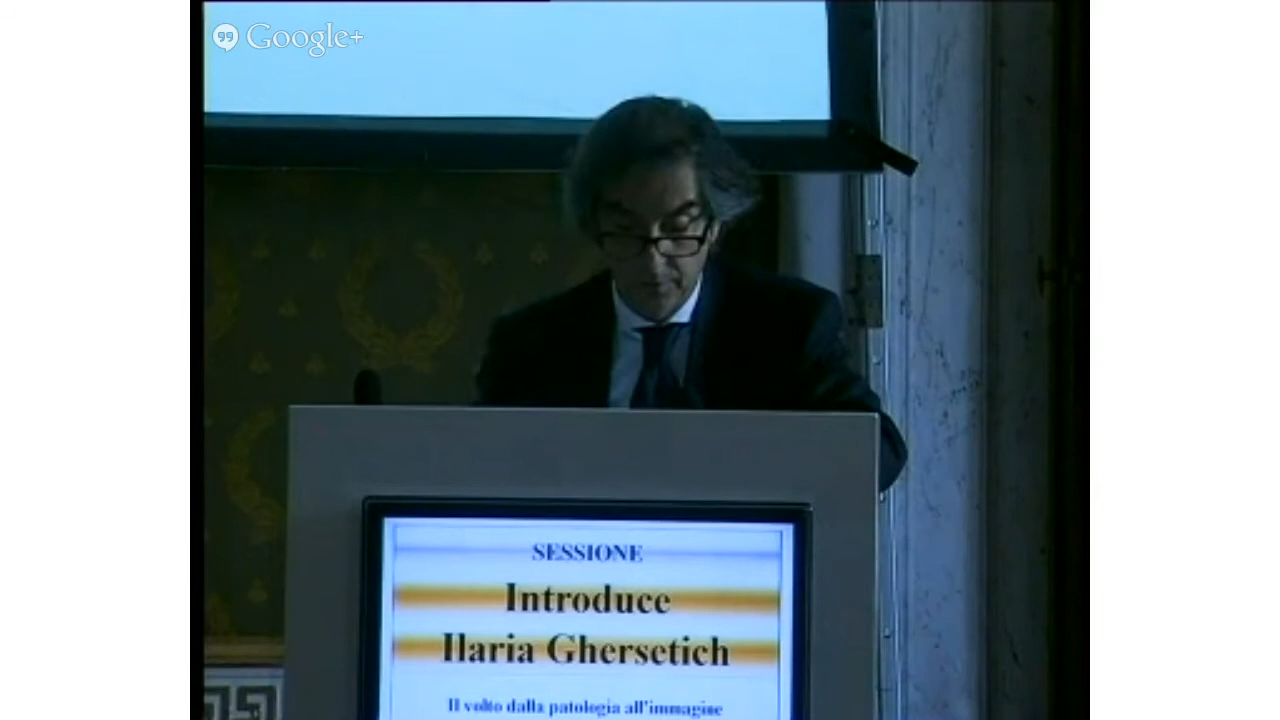 Google+
SESSIONE
Introduce
Ilaria Ghersetich
Il volto dalla patologia all'immagine